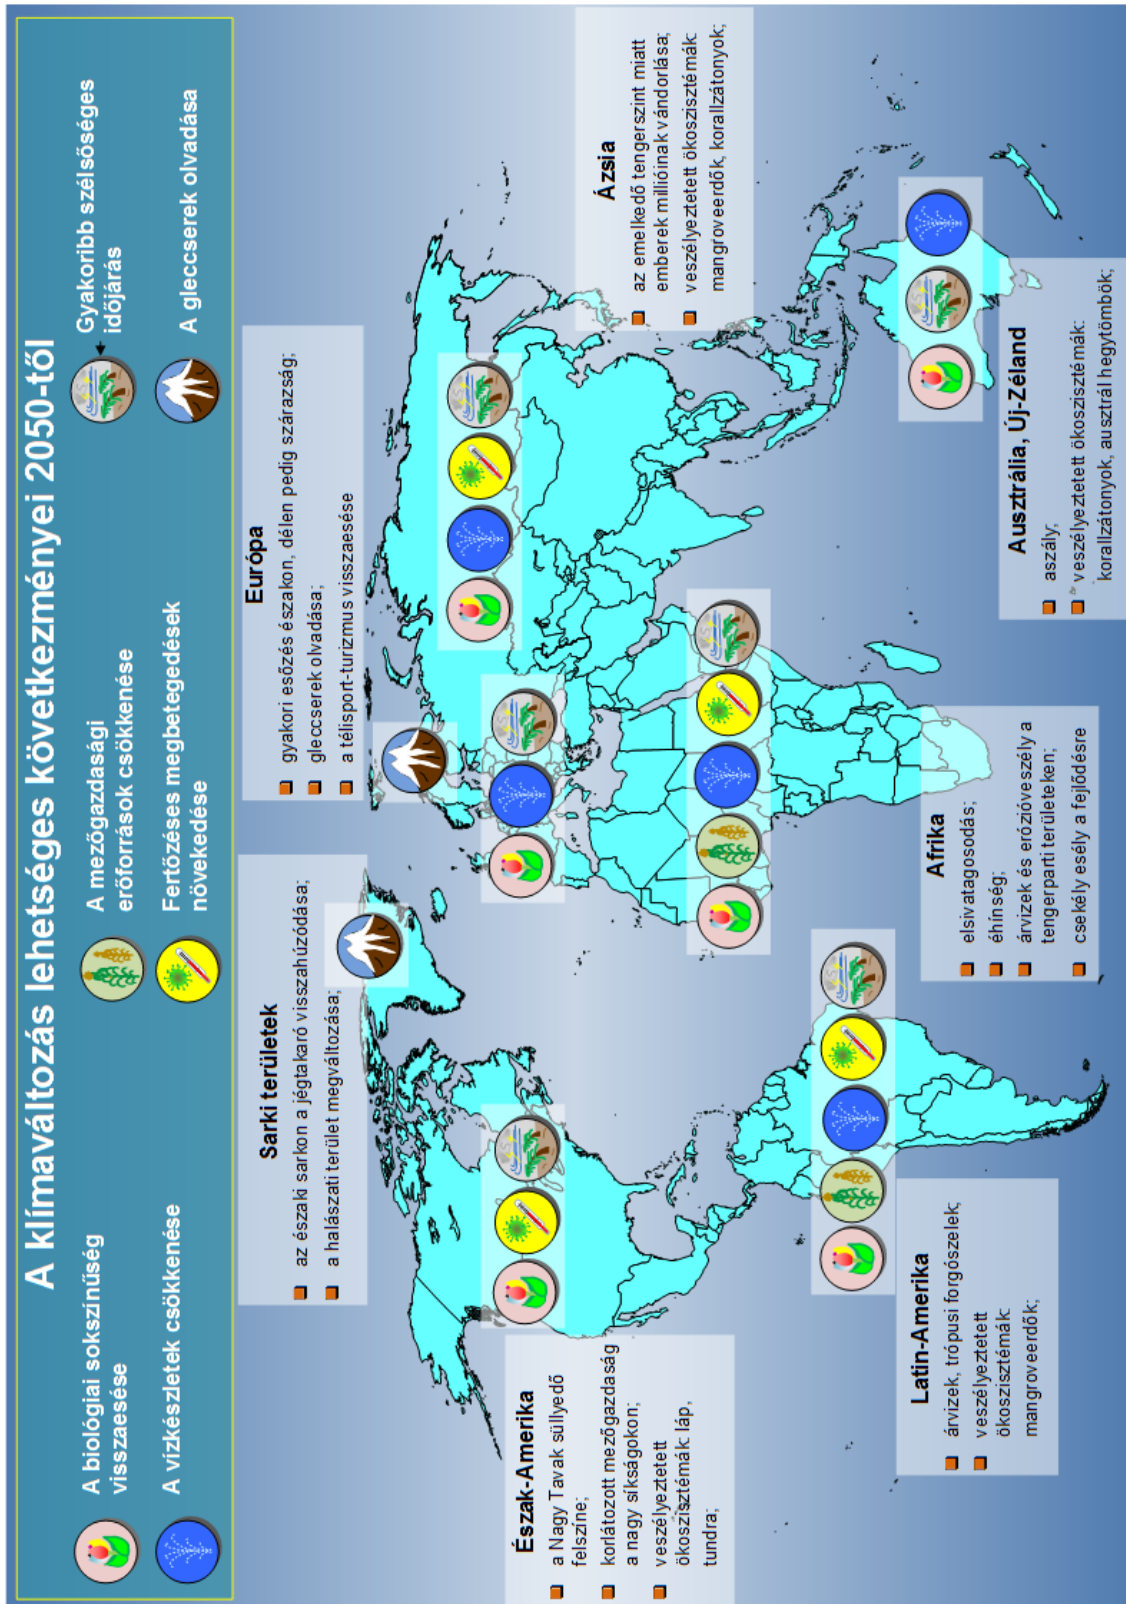 A klímaváltozás lehetséges következményei 2050-től
A biológiai sokszínűség
visszaesése
A mezőgazdasági
erőforrások csökkenése
Gyakoribb szélsőséges
időjárás
A vízkészletek csökkenése
Fertőzéses megbetegedések
növekedése
A gleccserek olvadása
Sarki területek
az északi sarkon a jégtakaró visszahúzódása;
a halászati terület megváltozása;
Európa
gyakori esőzés északon, délen pedig szárazság;
gleccserek olvadása;
a télisport-turizmus visszaesése
Észak-Amerika
a Nagy Tavak süllyedő
felszíne;
korlátozott mezőgazdaság
a nagy síkságokon;
veszélyeztetett
ökoszisztémák: láp,
tundra;
Ázsia
az emelkedő tengerszint miatt
emberek millióinak vándorlása;
veszélyeztetett ökoszisztémák:
mangroveerdők, korallzátonyok;
Latin-Amerika
árvizek, trópusi forgószelek;
veszélyeztetett
ökoszisztémák:
mangroveerdők;
Afrika
elsivatagosodás;
éhínség;
árvizek és erózióveszély a
tengerparti területeken;
csekély esély a fejlődésre
Ausztrália, Új-Zéland
aszály;
veszélyeztetett ökoszisztémák:
korallzátonyok, ausztrál hegytömbök;